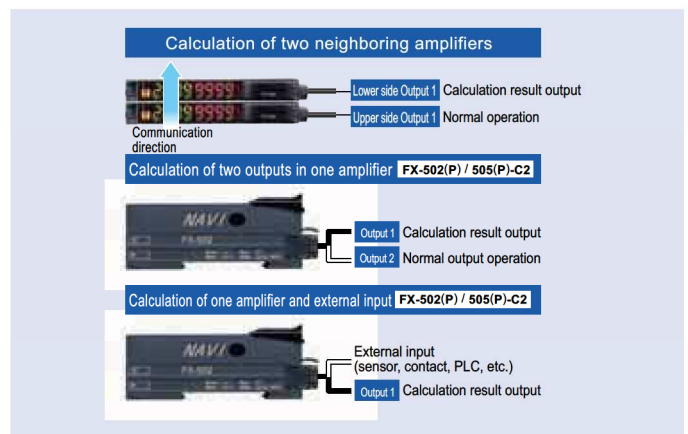 Calculation of two neighboring amplifiers
Lower side Output 1 Calculation result output
Upper side Output 1 Normal operation
Communication
direction
Calculation of two outputs in one amplifier FX-502(P) / 505(P)-C2
NAVI
FX-502
Output 1 Calculation result output
Output 2 Normal output operation
Calculation of one amplifier and external input FX-502(P) / 505(P)-C2
NAVI
FX-502
External input
(sensor, contact, PLC, etc.)
Output 1 Calculation result output